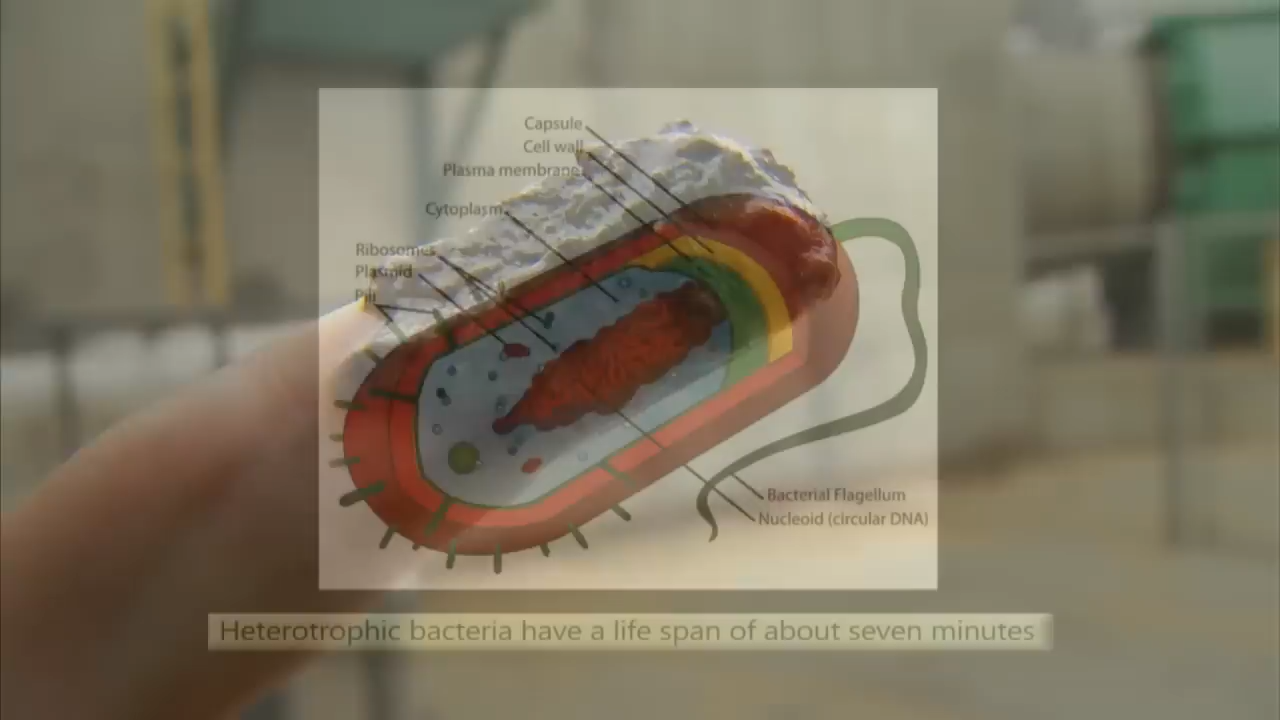 Capsule
Cell wall
Plasma membrane
Cytoplasm
Ribosomes
Plasmid
Pili
Bacterial Flagellum
Nucleoid (circular DNA)
Heterotrophic bacteria have a life span of about seven minutes